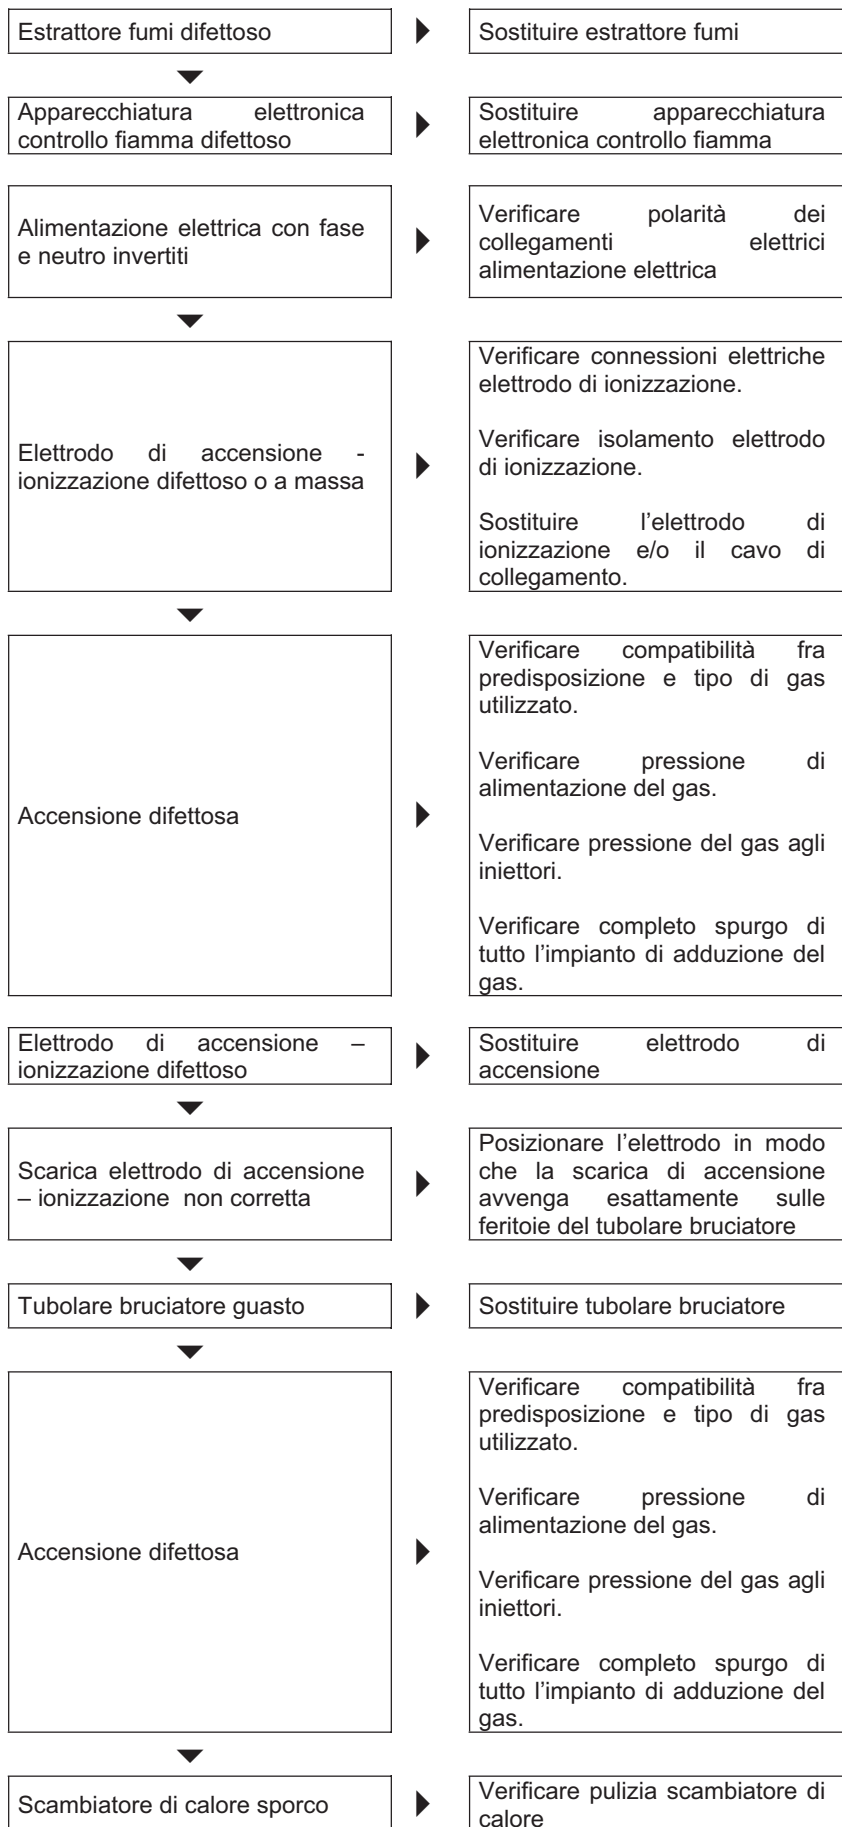 Estrattore fumi difettoso
Sostituire estrattore fumi
Apparecchiatura elettronica
controllo fiamma difettoso
Sostituire apparecchiatura
elettronica controllo fiamma
Alimentazione elettrica con fase
e neutro invertiti
Verificare polarità dei
collegamenti elettrici
alimentazione elettrica
Elettrodo di accensione -
ionizzazione difettoso o a massa
Verificare connessioni elettriche
elettrodo di ionizzazione.
Verificare isolamento elettrodo
di ionizzazione.
Sostituire l'elettrodo di
ionizzazione e/o il cavo di
collegamento.
Accensione difettosa
Verificare compatibilità fra
predisposizione e tipo di gas
utilizzato.
Verificare pressione di
alimentazione del gas.
Verificare pressione del gas agli
iniettori.
Verificare completo spurgo di
tutto l'impianto di adduzione del
gas.
Elettrodo di accensione –
ionizzazione difettoso
Sostituire elettrodo di
accensione
Scarica elettrodo di accensione
– ionizzazione non corretta
Posizionare l'elettrodo in modo
che la scarica di accensione
avvenga esattamente sulle
feritoie del tubolare bruciatore
Tubolare bruciatore guasto
Sostituire tubolare bruciatore
Accensione difettosa
Verificare compatibilità fra
predisposizione e tipo di gas
utilizzato.
Verificare pressione di
alimentazione del gas.
Verificare pressione del gas agli
iniettori.
Verificare completo spurgo di
tutto l'impianto di adduzione del
gas.
Scambiatore di calore sporco
Verificare pulizia scambiatore di
calore